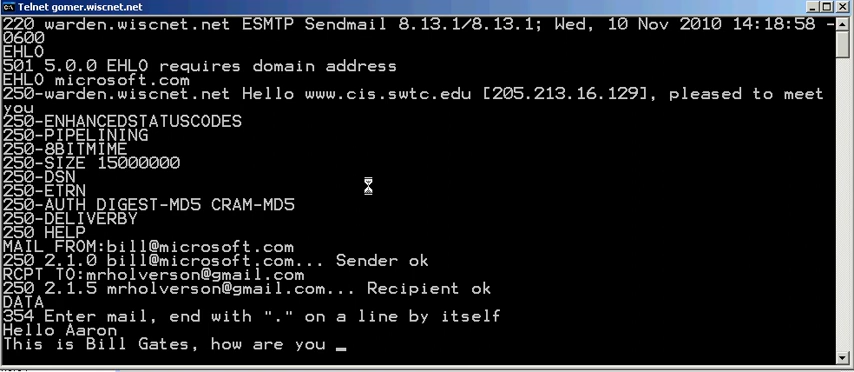 Telnet gomer.wiscnet.net
220 warden.wiscnet.net ESMTP Sendmail 8.13.1/8.13.1; Wed, 10 Nov 2010 14:18:58 -
0600
EHLO
501 5.0.0 EHLO requires domain address
EHLO microsoft.com
250-warden.wiscnet.net Hello www.cis.swtc.edu [205.213.16.129], pleased to meet
you
250-ENHANCEDSTATUSCODES
250-PIPELINING
250-8BITMIME
250-SIZE 15000000
250-DSN
250-ETRN
250-AUTH DIGEST-MD5 CRAM-MD5
250-DELIVERBY
250 HELP
MAIL FROM:bill@microsoft.com
250 2.1.0 bill@microsoft.com... Sender ok
RCPT TO:mrholverson@gmail.com
250 2.1.5 mrholverson@gmail.com... Recipient ok
DATA
354 Enter mail, end with "." on a line by itself
Hello Aaron
This is Bill Gates, how are you _